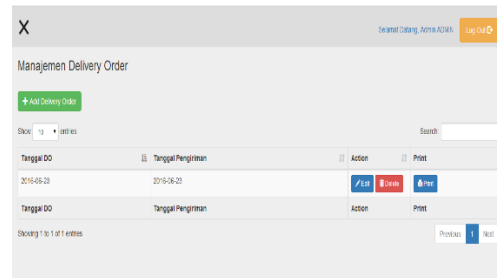 X
Selamat Datang, Admin ADMIN Log Out
Manajemen Delivery Order
+ Add Delivery Order
Show 10 entries Search:
Tanggal DO Tanggal Pengiriman Action Print
2016-06-23 2016-06-23 Edit Delete Print
Tanggal DO Tanggal Pengiriman Action Print
Showing 1 to 1 of 1 entries Previous 1 Next